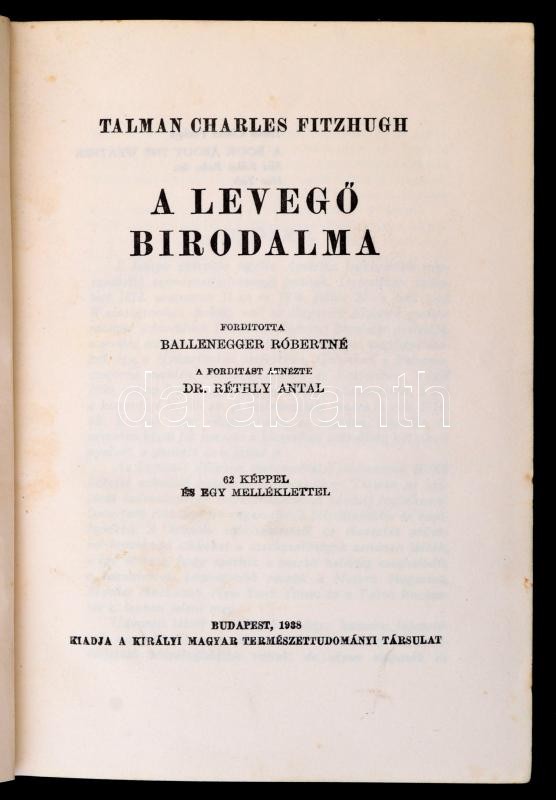 TALMAN CHARLES FITZHUGH
A LEVEGŐ
BIRODALMA
FORDITOTTA
BALLENEGGER RÓBERTNÉ
A FORDITÁST ÁTNÉZTE
DR. RÉTHLY ANTAL
darabanth
62 KÉPPEL
ÉS EGY MELLÉKLETTEL
BUDAPEST, 1938
KIADJA A KIRÁLYI MAGYAR TERMÉSZETTUDOMÁNYI TÁRSULAT